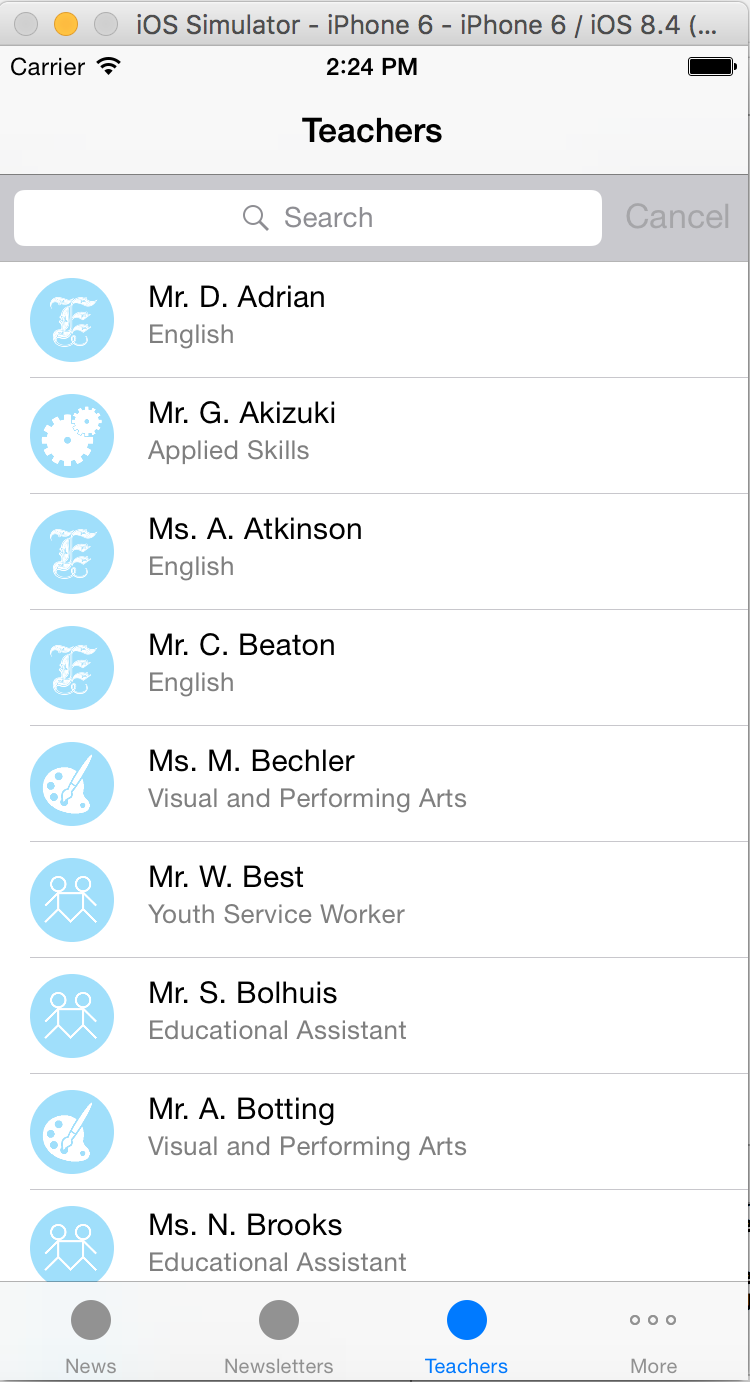 iOS Simulator - iPhone 6 - iPhone 6 / iOS 8.4 (...
Carrier 2:24 PM
Teachers
Search Cancel
Mr. D. Adrian
English
Mr. G. Akizuki
Applied Skills
Ms. A. Atkinson
English
Mr. C. Beaton
English
Ms. M. Bechler
Visual and Performing Arts
Mr. W. Best
Youth Service Worker
Mr. S. Bolhuis
Educational Assistant
Mr. A. Botting
Visual and Performing Arts
Ms. N. Brooks
Educational Assistant
News Newsletters Teachers More